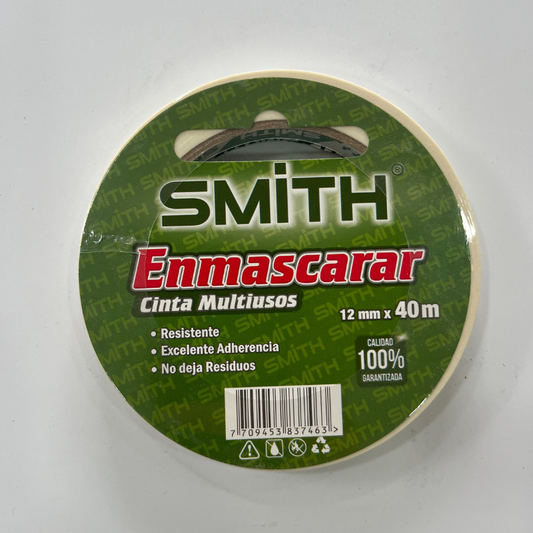 SMiTH®
Enmascarar
Cinta Multiusos
12 mm x 40 m
• Resistente
• Excelente Adherencia
• No deja Residuos
CALIDAD
100%
GARANTIZADA
7 709453 837463 >